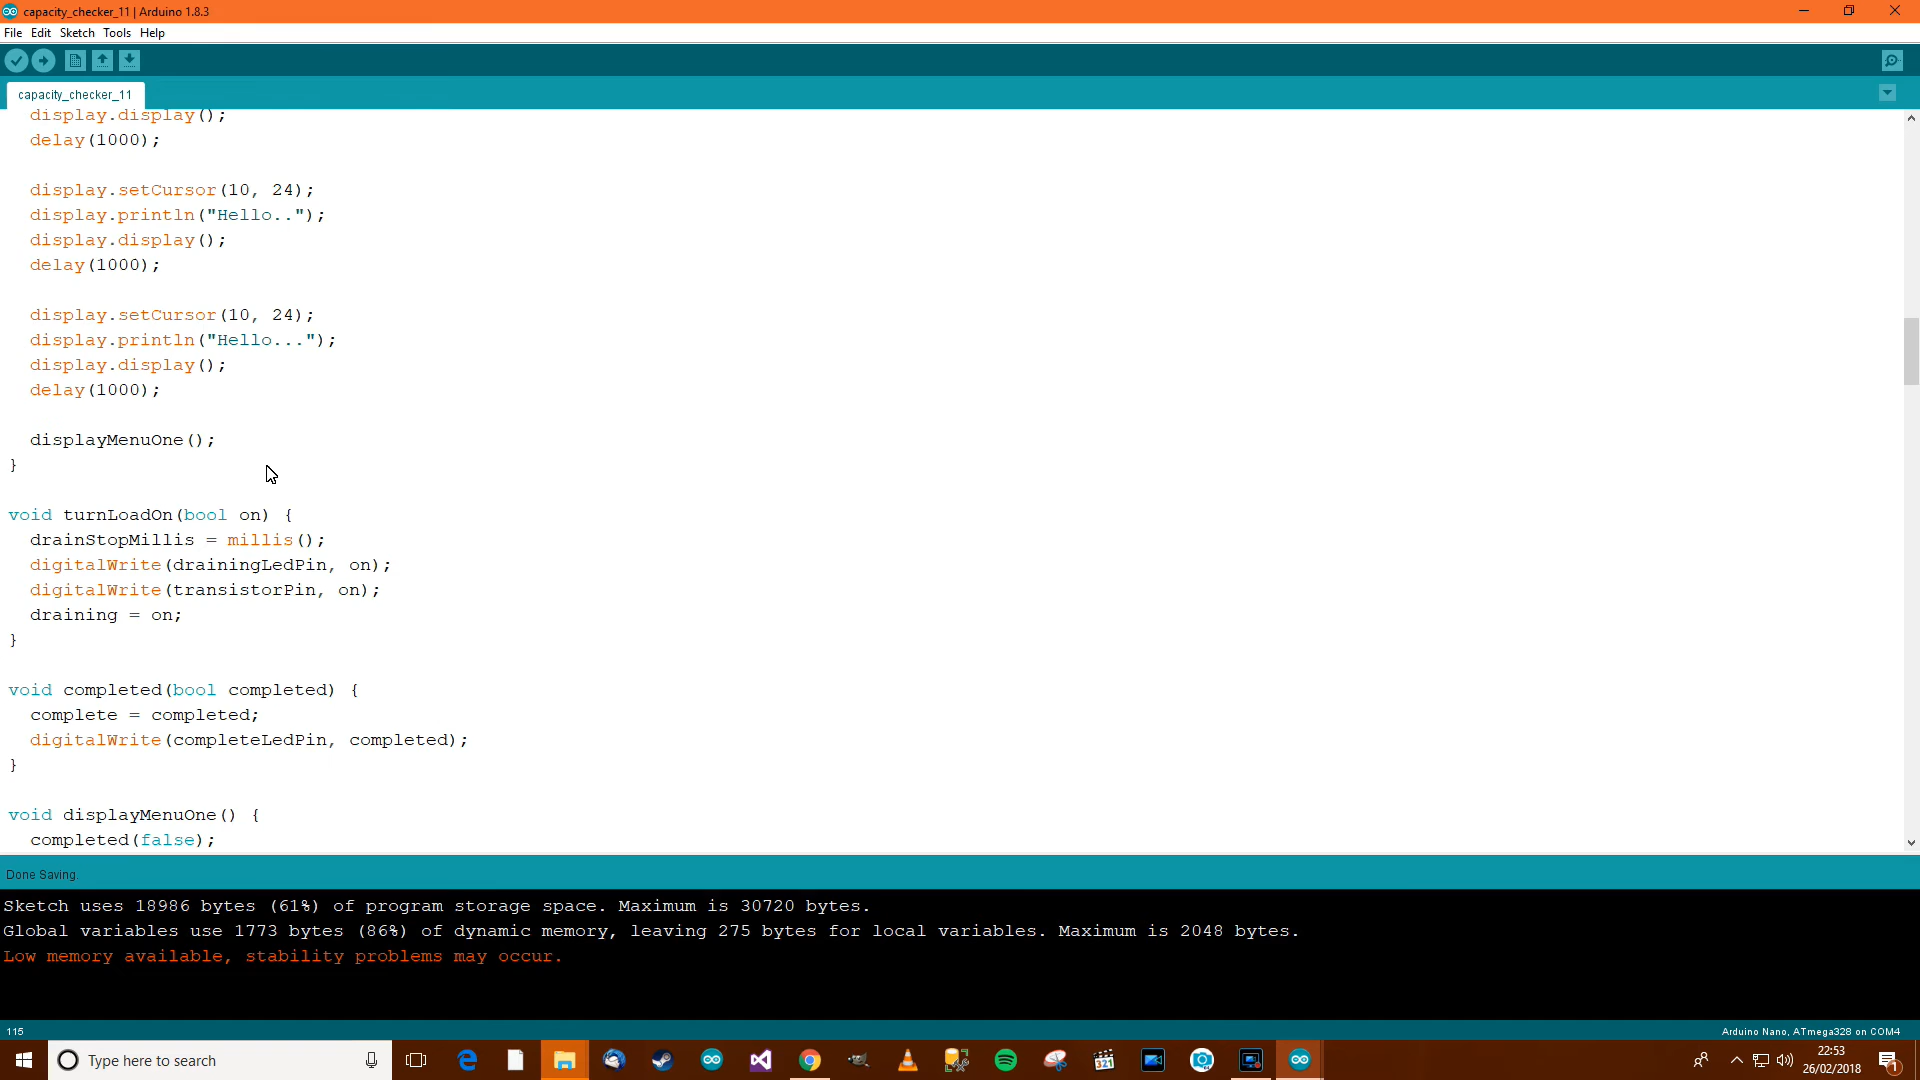 capacity_checker_11 | Arduino 1.8.3
File Edit Sketch Tools Help
capacity_checker_11
display.display();
delay(1000);
display.setCursor(10, 24);
display.println("Hello..");
display.display();
delay(1000);
display.setCursor(10, 24);
display.println("Hello...");
display.display();
delay(1000);
displayMenuOne();
}
void turnLoadOn(bool on) {
drainStopMillis = millis();
digitalWrite(drainingLedPin, on);
digitalWrite(transistorPin, on);
draining = on;
}
void completed(bool completed) {
complete = completed;
digitalWrite(completeLedPin, completed);
}
void displayMenuOne() {
completed(false);
Done Saving.
Sketch uses 18986 bytes (61%) of program storage space. Maximum is 30720 bytes.
Global variables use 1773 bytes (86%) of dynamic memory, leaving 275 bytes for local variables. Maximum is 2048 bytes.
Low memory available, stability problems may occur.
115
Arduino Nano, ATmega328 on COM4
Type here to search
321
22:53
26/02/2018
1